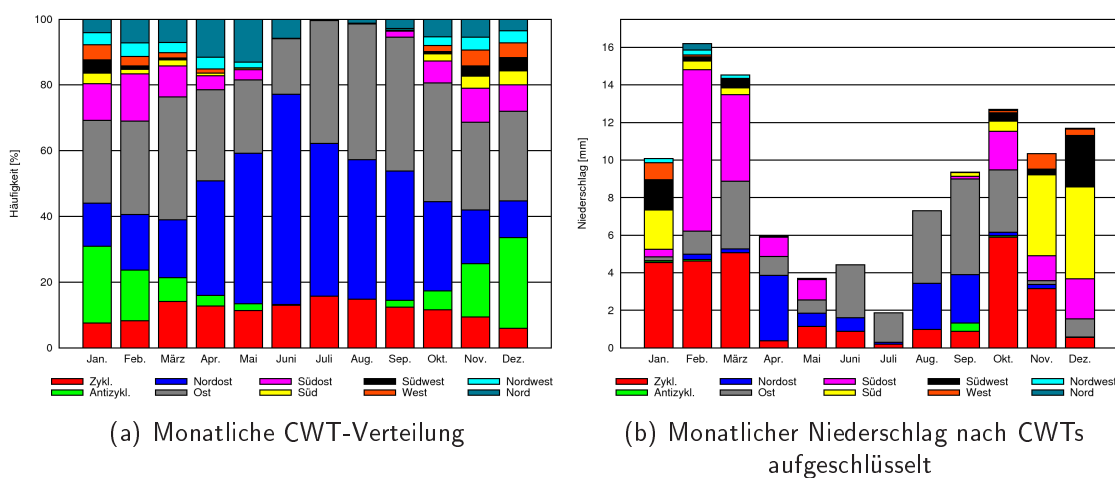 100
80
60
40
20
0
Häufigkeit [%]
Jan. Feb. März Apr. Mai Juni Juli Aug. Sep. Okt. Nov. Dez.
Zykl. Nordost Südost Südwest Nordwest
Antizykl. Ost Süd West Nord
(a) Monatliche CWT-Verteilung
16
14
12
10
8
6
4
2
0
Niederschlag [mm]
Jan. Feb. März Apr. Mai Juni Juli Aug. Sep. Okt. Nov. Dez.
Zykl. Nordost Südost Südwest Nordwest
Antizykl. Ost Süd West Nord
(b) Monatlicher Niederschlag nach CWTs
aufgeschlüsselt